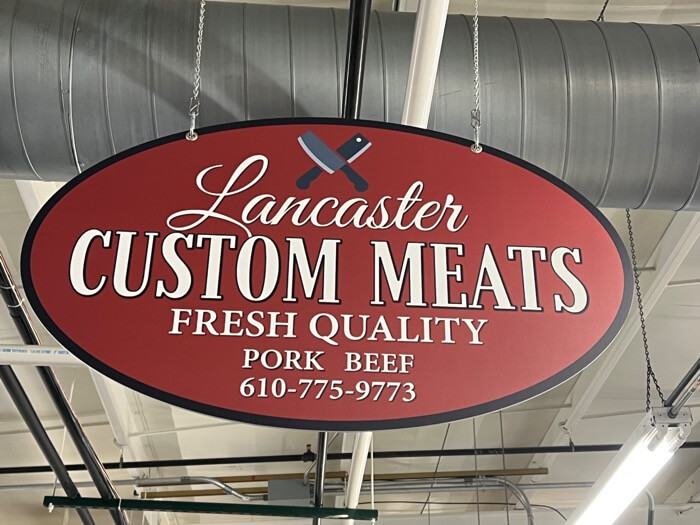 Lancaster
CUSTOM MEATS
FRESH QUALITY
PORK BEEF
610-775-9773